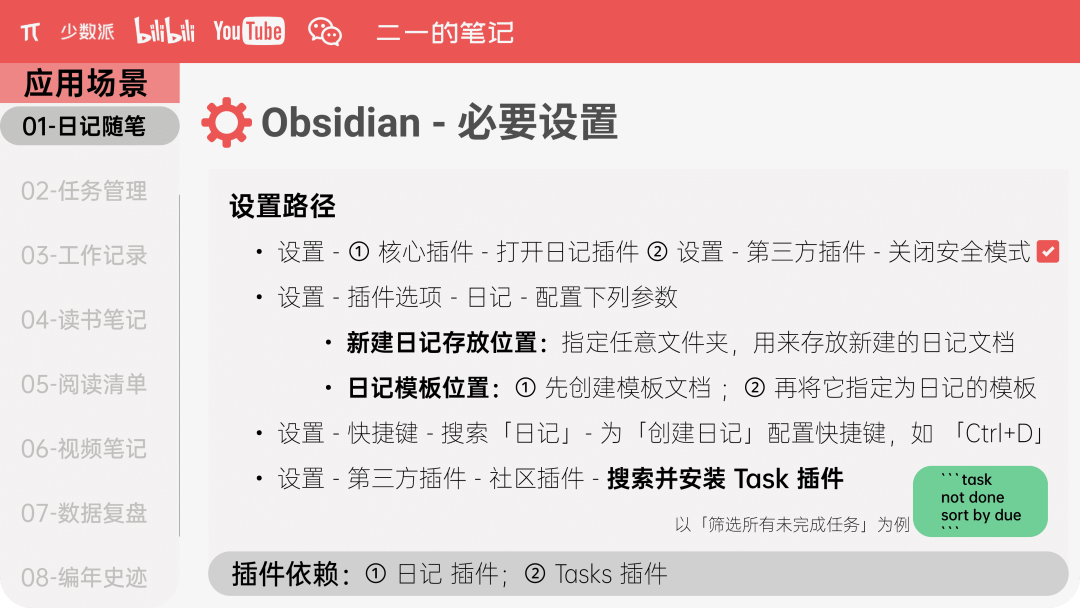 π 少数派 bilibili YouTube 二一的笔记
应用场景
01-日记随笔
02-任务管理
03-工作记录
04-读书笔记
05-阅读清单
06-视频笔记
07-数据复盘
08-编年史迹
Obsidian - 必要设置
设置路径
• 设置 - ① 核心插件 - 打开日记插件 ② 设置 - 第三方插件 - 关闭安全模式
• 设置 - 插件选项 - 日记 - 配置下列参数
• 新建日记存放位置：指定任意文件夹，用来存放新建的日记文档
• 日记模板位置：① 先创建模板文档 ；② 再将它指定为日记的模板
• 设置 - 快捷键 - 搜索「日记」- 为「创建日记」配置快捷键，如 「Ctrl+D」
• 设置 - 第三方插件 - 社区插件 - 搜索并安装 Task 插件
以「筛选所有未完成任务」为例
```task
not done
sort by due
```
插件依赖：① 日记 插件；② Tasks 插件